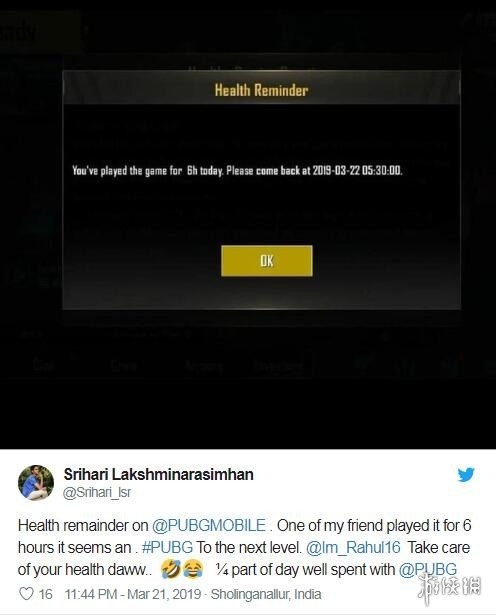 Health Reminder
You've played the game for 6h today. Please come back at 2019-03-22 05:30:00.
OK
Srihari Lakshminarasimhan
@Srihari_lsr
Health remainder on @PUBGMOBILE . One of my friend played it for 6
hours it seems an . #PUBG To the next level. @Im_Rahul16 Take care
of your health daww.. 🤣😂 ¼ part of day well spent with @PUBG
16 11:44 PM - Mar 21, 2019 · Sholinganallur, India
游侠网